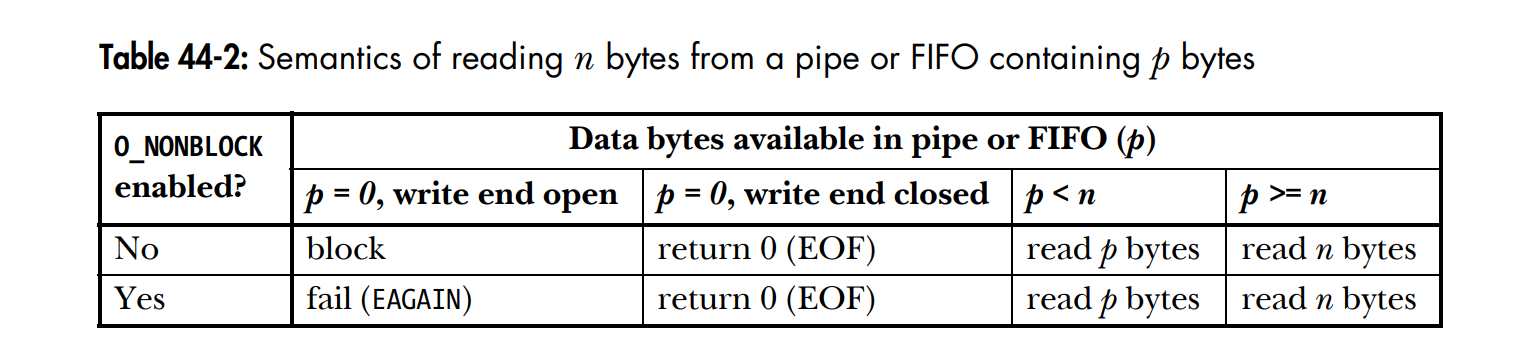 Table 44-2: Semantics of reading n bytes from a pipe or FIFO containing p bytes
O_NONBLOCK enabled?
Data bytes available in pipe or FIFO (p)
p = 0, write end open p = 0, write end closed p < n p >= n
No block return 0 (EOF) read p bytes read n bytes
Yes fail (EAGAIN) return 0 (EOF) read p bytes read n bytes